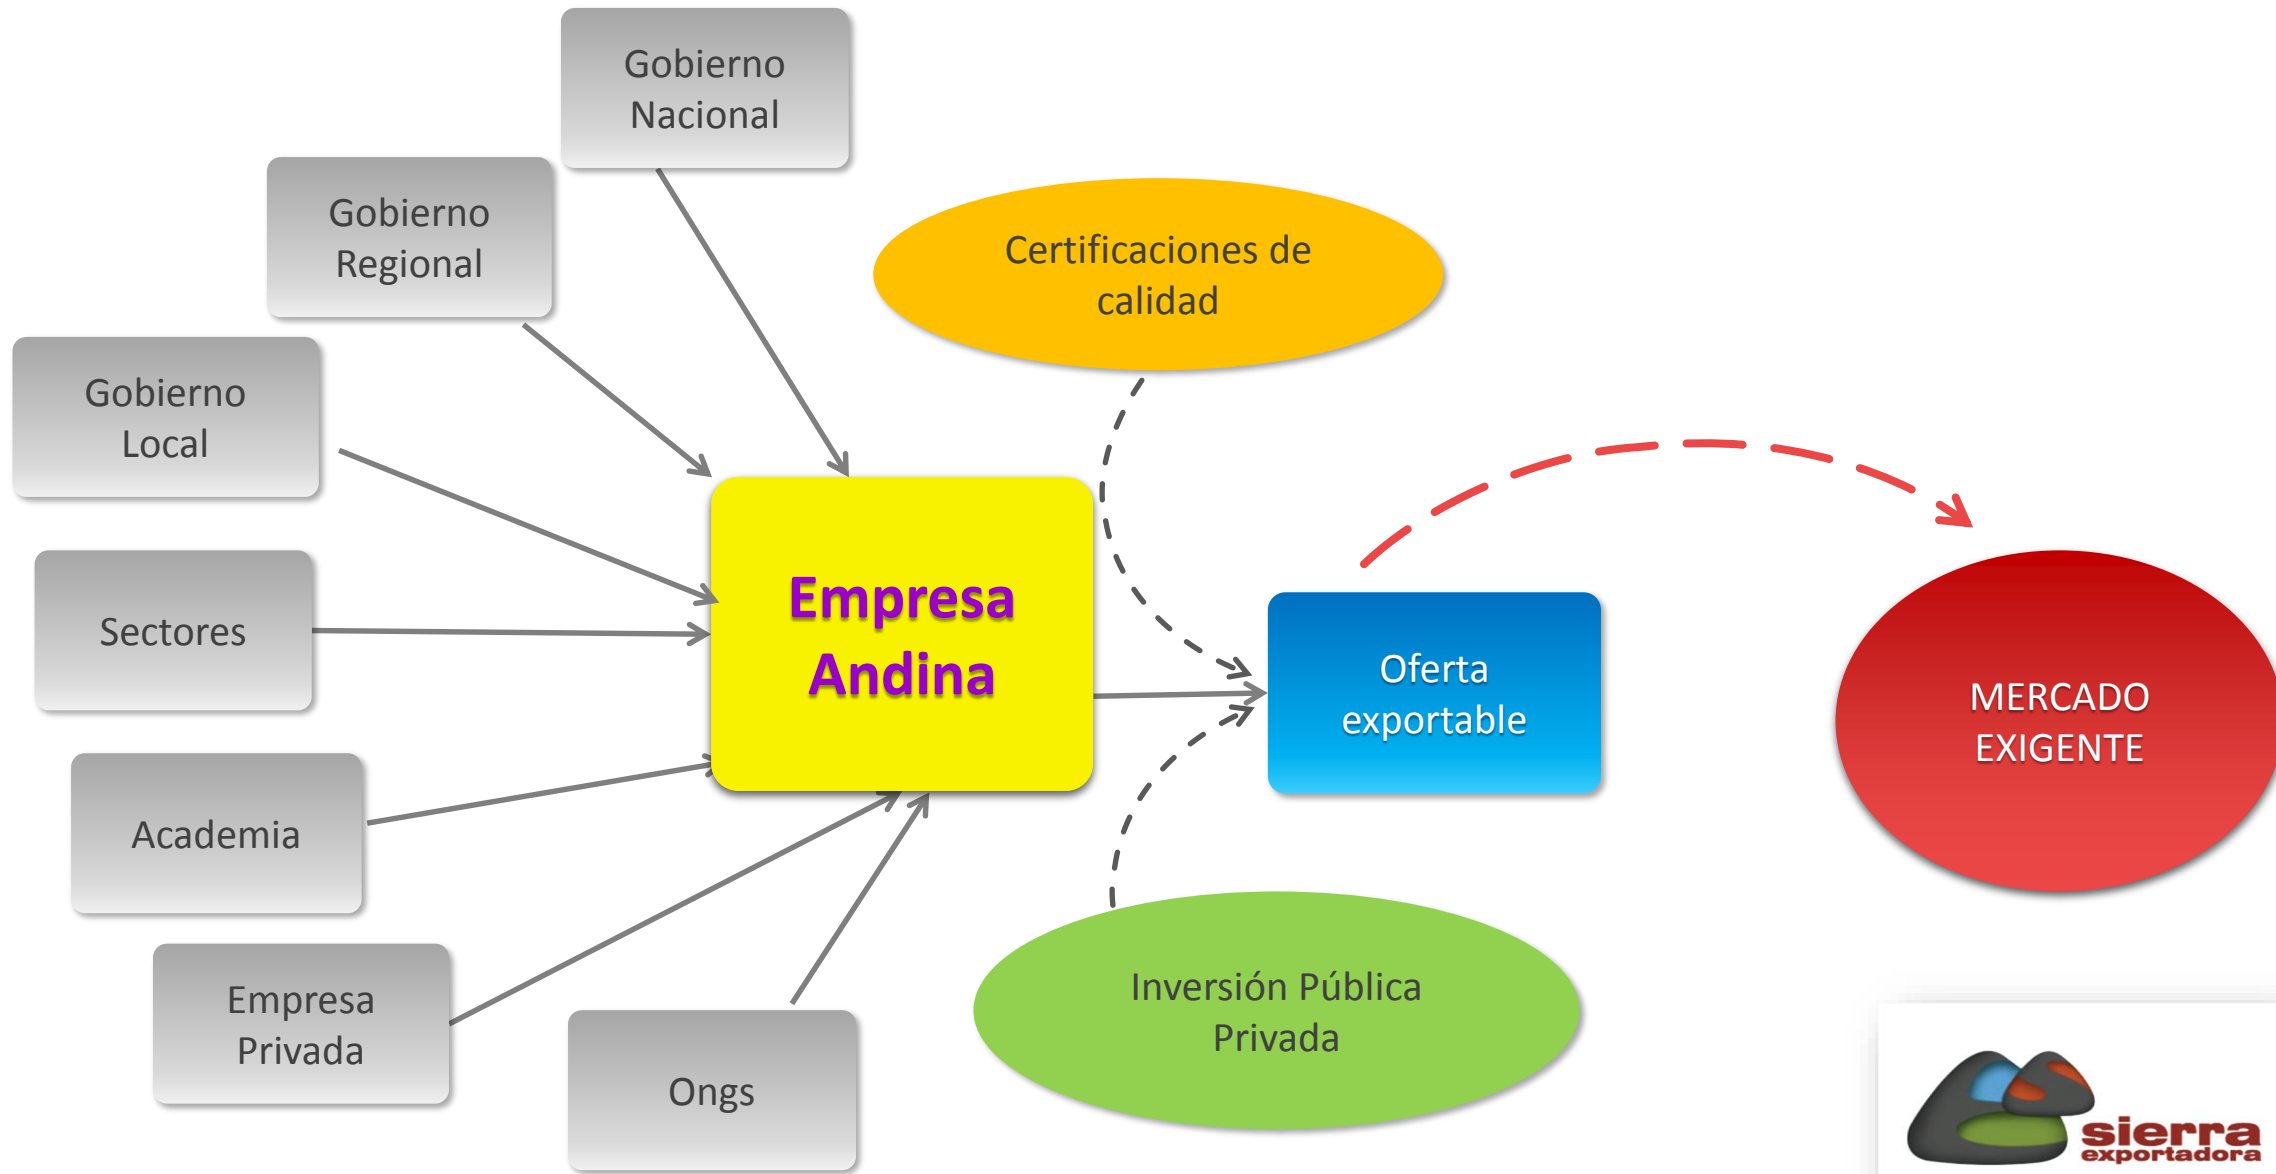 Gobierno
Nacional
Gobierno
Regional
Certificaciones de
calidad
Gobierno
Local
Empresa
Andina
Sectores
Oferta
exportable
MERCADO
EXIGENTE
Academia
Empresa
Privada
Inversión Pública
Privada
Ongs
sierra
exportadora